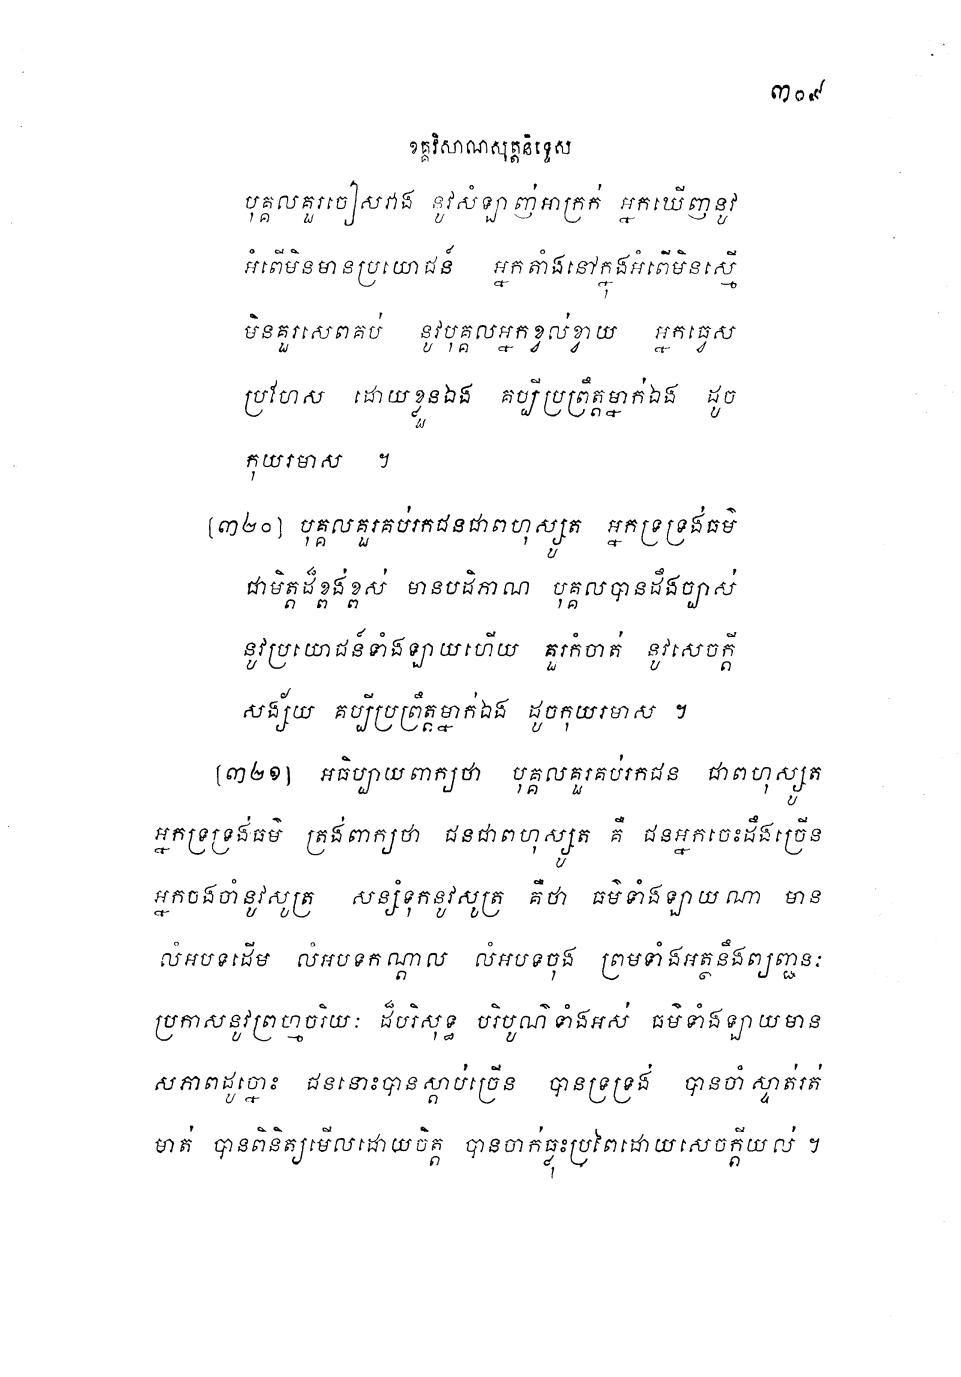 ៣០៩
ខគ្គវិសាណសុត្តនិទ្ទេស
បុគ្គលគួរចៀសវាង នូវសំឡាញ់អាក្រក់ អ្នកឃើញនូវ
អំពើមិនមានប្រយោជន៍ អ្នកតាំងនៅក្នុងអំពើមិនស្មើ
មិនគួរសេពគប់ នូវបុគ្គលអ្នកខ្វល់ខ្វាយ អ្នកធ្វេស
ប្រហែស ដោយខ្លួនឯង គប្បីប្រព្រឹត្តម្នាក់ឯង ដូច
កុយរមាស ។
[៣២០] បុគ្គលគួរគប់រកជនជាពហុស្សូត អ្នកទ្រទ្រង់ធម៌
ជាមិត្តដ៏ខ្ពង់ខ្ពស់ មានបដិភាណ បុគ្គលបានដឹងច្បាស់
នូវប្រយោជន៍ទាំងឡាយហើយ គួរកំចាត់ នូវសេចក្តី
សង្ស័យ គប្បីប្រព្រឹត្តម្នាក់ឯង ដូចកុយរមាស ។
[៣២១] អធិប្បាយពាក្យថា បុគ្គលគួរគប់រកជន ជាពហុស្សូត
អ្នកទ្រទ្រង់ធម៌ ត្រង់ពាក្យថា ជនជាពហុស្សូត គឺ ជនអ្នកចេះដឹងច្រើន
អ្នកចងចាំនូវសូត្រ សន្សំទុកនូវសូត្រ គឺថា ធម៌ទាំងឡាយណា មាន
លំអបទដើម លំអបទកណ្តាល លំអបទចុង ព្រមទាំងអត្ថនឹងព្យញ្ជនៈ
ប្រកាសនូវព្រហ្មចរិយៈ ដ៏បរិសុទ្ធ បរិបូណ៌ទាំងអស់ ធម៌ទាំងឡាយមាន
សភាពដូច្នោះ ជននោះបានស្តាប់ច្រើន បានទ្រទ្រង់ បានចាំ ស្ទាត់រត់
មាត់ បានពិនិត្យមើលដោយចិត្ត បានចាក់ធ្លុះប្រពៃដោយសេចក្តីយល់ ។